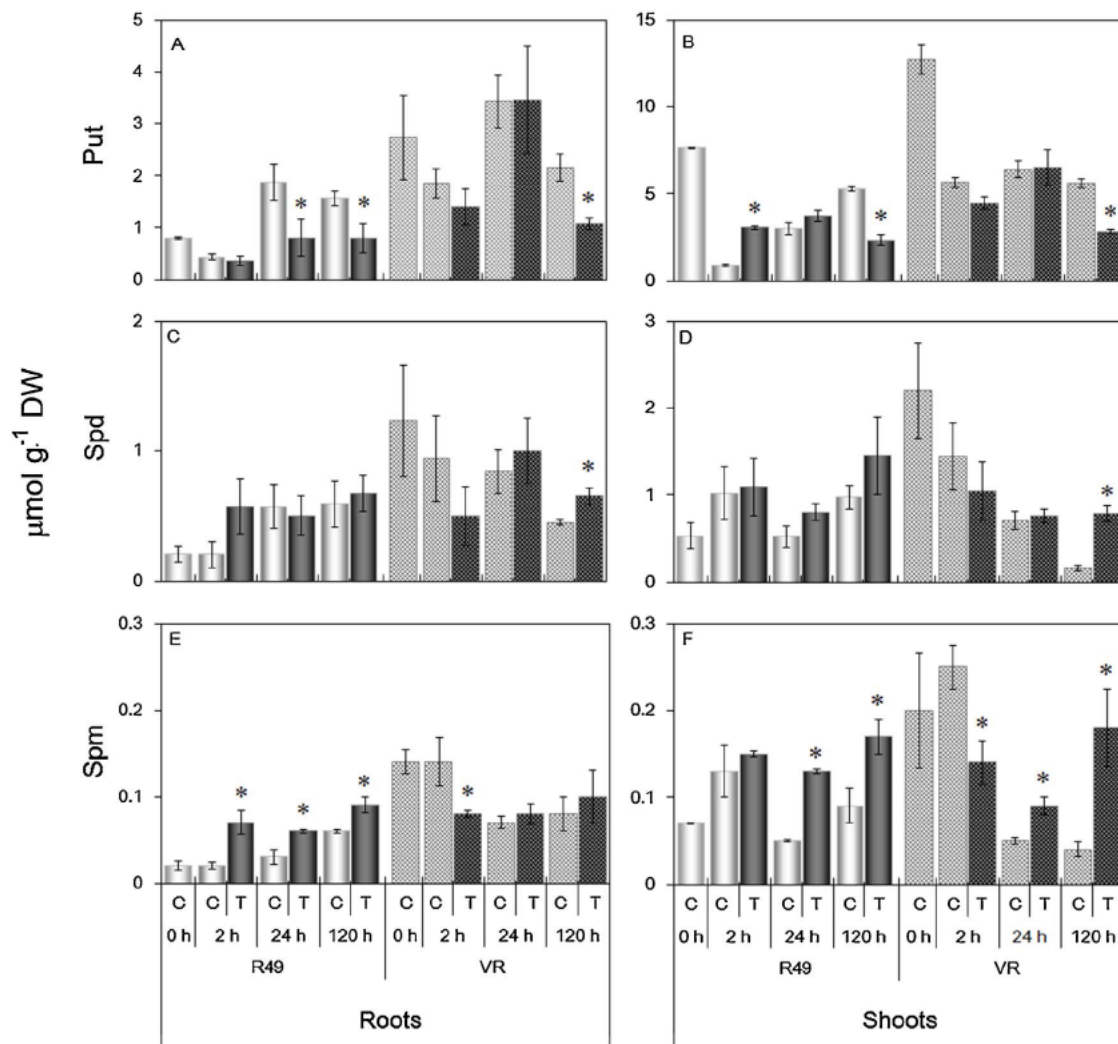 μmol g⁻¹ DW
Put
A
5
4
3
2
1
0
* * *
B
15
10
5
0
* * *
Spd
C
2
1
0
*
D
3
2
1
0
*
Spm
E
0.3
0.2
0.1
0
* * * *
F
0.3
0.2
0.1
0
* * * * *
C C T C T C T C C T C T C T
0 h 2 h 24 h 120 h 0 h 2 h 24 h 120 h
R49 VR
Roots
C C T C T C T C C T C T C T
0 h 2 h 24 h 120 h 0 h 2 h 24 h 120 h
R49 VR
Shoots